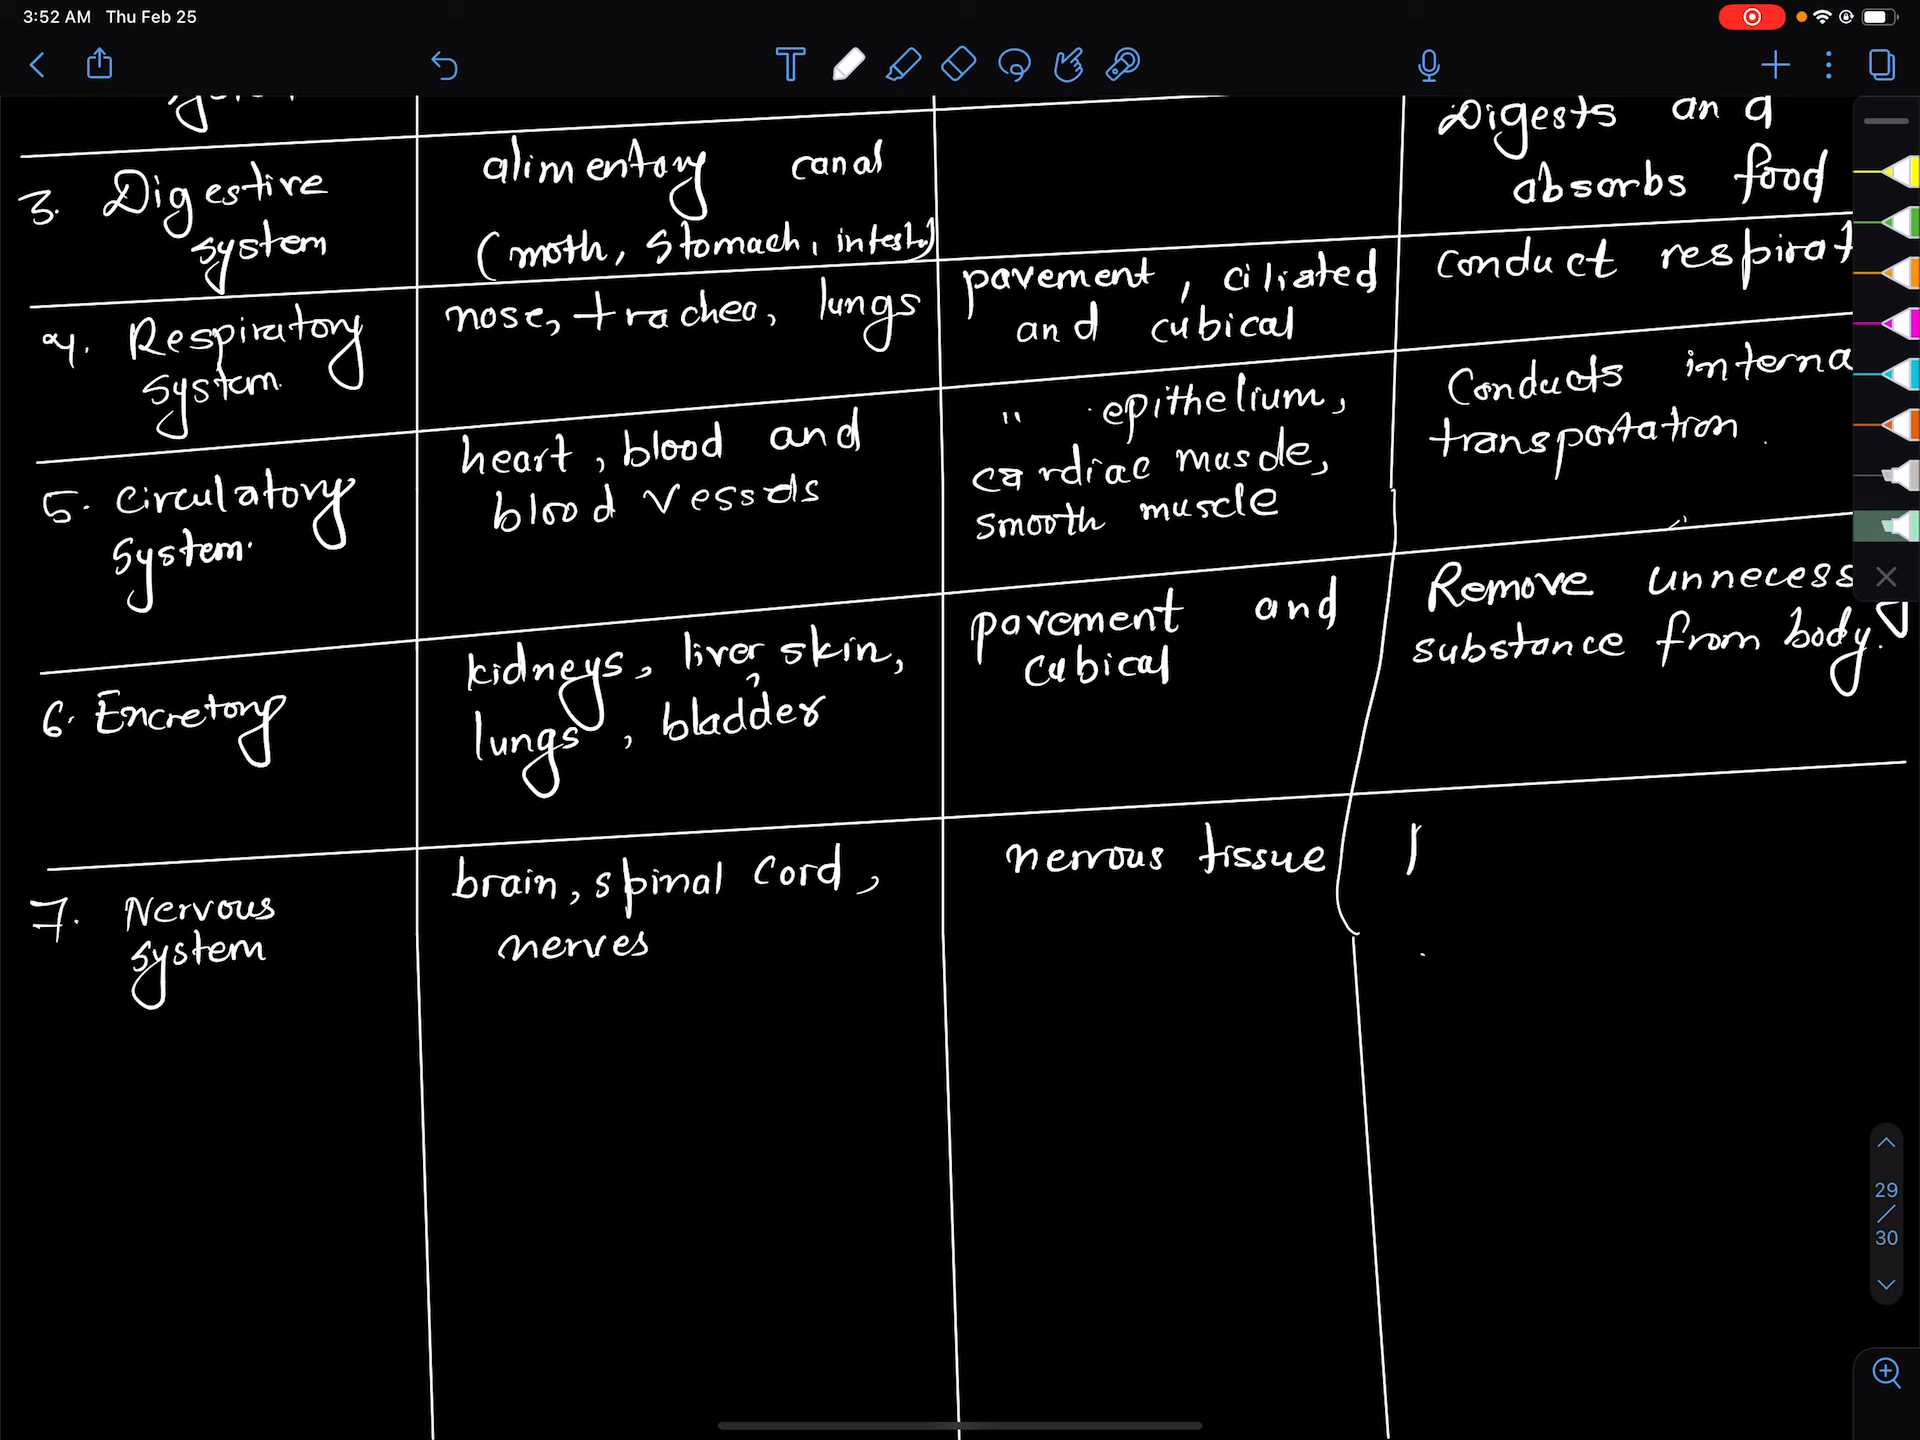 3:52 AM Thu Feb 25
Digests and
absorbs food
3. Digestive
system
alimentary canal
(moth, stomach, intest)
4. Respiratory
system.
nose, trachea, lungs
pavement, ciliated
and cubical
conduct respirat
5. Circulatory
system.
heart, blood and
blood vessels
" epithelium,
cardiac muscle,
smooth muscle
Conducts interna
transportation.
6. Encretory
kidneys, liver, skin,
lungs, bladder
pavement and
cubical
Remove unnecess
substance from body.
7. Nervous
system
brain, spinal cord,
nerves
nervous tissue
29
/
30